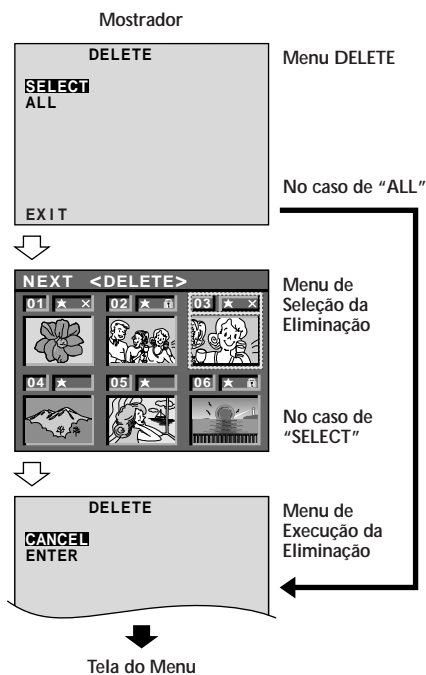 Mostrador
DELETE
SELECT
ALL
EXIT
Menu DELETE
No caso de “ALL”
NEXT <DELETE>
01 ★ × 02 ★ 03 ★ ×
04 ★ 05 ★ 06 ★
Menu de
Seleção da
Eliminação
No caso de
“SELECT”
DELETE
CANCEL
ENTER
Menu de
Execução da
Eliminação
Tela do Menu